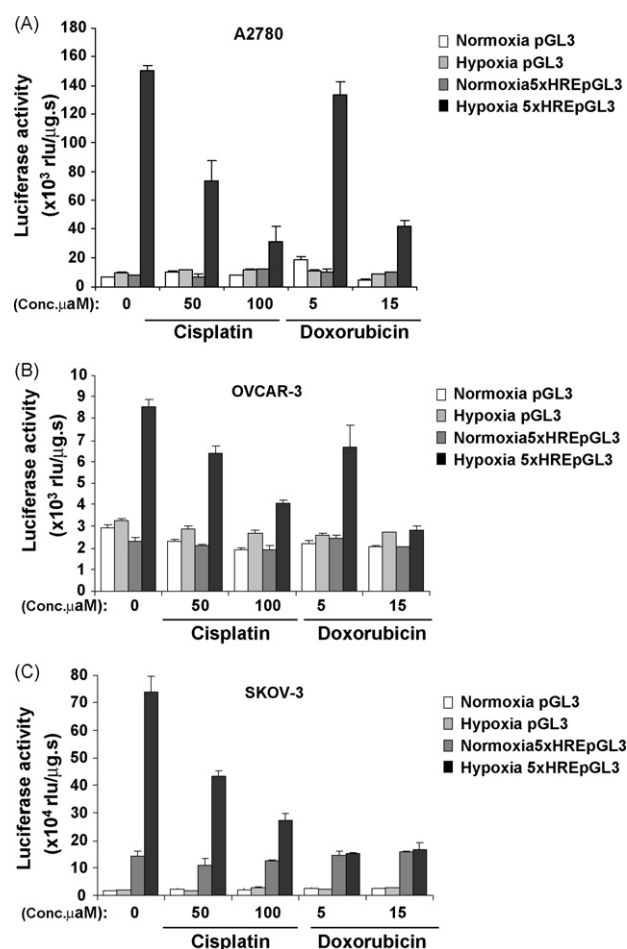 (A)
A2780
Luciferase activity
(x10³ rlu/μg.s)
180
160
140
120
100
80
60
40
20
0
Normoxia pGL3
Hypoxia pGL3
Normoxia5xHREpGL3
Hypoxia 5xHREpGL3
(Conc.μaM): 0 50 100 5 15
Cisplatin Doxorubicin
(B)
OVCAR-3
Luciferase activity
(x10³ rlu/μg.s)
10
9
8
7
6
5
4
3
2
1
0
Normoxia pGL3
Hypoxia pGL3
Normoxia5xHREpGL3
Hypoxia 5xHREpGL3
(Conc.μaM): 0 50 100 5 15
Cisplatin Doxorubicin
(C)
SKOV-3
Luciferase activity
(x10⁴ rlu/μg.s)
80
70
60
50
40
30
20
10
0
Normoxia pGL3
Hypoxia pGL3
Normoxia5xHREpGL3
Hypoxia 5xHREpGL3
(Conc.μaM): 0 50 100 5 15
Cisplatin Doxorubicin